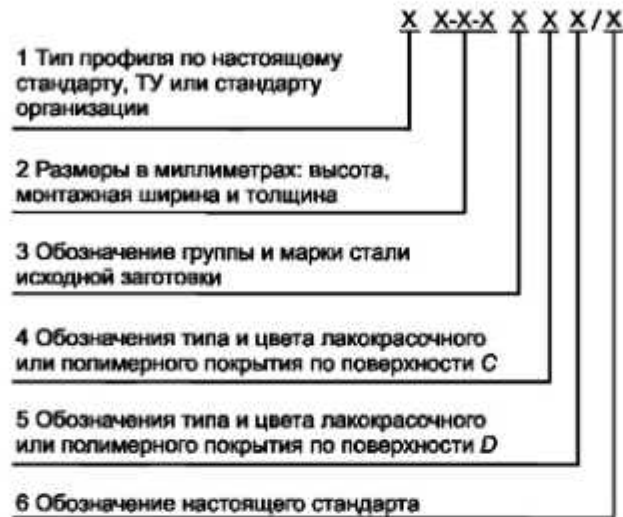 X X-X-X X X X / X
1 Тип профиля по настоящему
стандарту, ТУ или стандарту
организации
2 Размеры в миллиметрах: высота,
монтажная ширина и толщина
3 Обозначение группы и марки стали
исходной заготовки
4 Обозначения типа и цвета лакокрасочного
или полимерного покрытия по поверхности С
5 Обозначения типа и цвета лакокрасочного
или полимерного покрытия по поверхности D
6 Обозначение настоящего стандарта